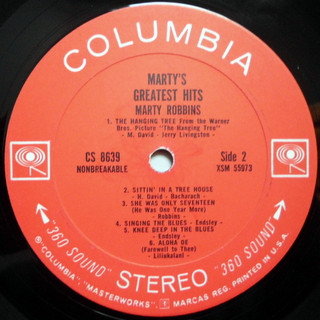 COLUMBIA
MARTY'S
GREATEST HITS
MARTY ROBBINS
1. THE HANGING TREE From the Warner
Bros. Picture "The Hanging Tree"
- M. David - Jerry Livingston -
CS 8639
NONBREAKABLE
Side 2
XSM 55973
2. SITTIN' IN A TREE HOUSE
- H. David - Bacharach -
3. SHE WAS ONLY SEVENTEEN
(He Was One Year More)
- Robbins -
4. SINGING THE BLUES - Endsley -
5. KNEE DEEP IN THE BLUES
- Endsley -
6. ALOHA OE
(Farewell to Thee)
- Liliokalani -
"360 SOUND" STEREO "360 SOUND"
® "COLUMBIA", "MASTERWORKS", MARCAS REG. PRINTED IN U.S.A.